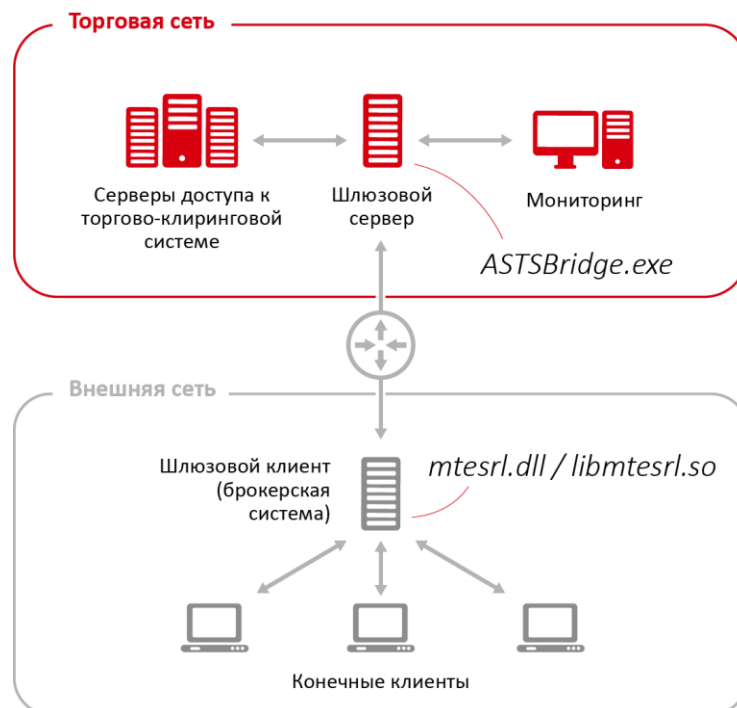 Торговая сеть
Серверы доступа к
торгово-клиринговой
системе
Шлюзовой
сервер
Мониторинг
ASTSBridge.exe
Внешняя сеть
Шлюзовой клиент
(брокерская
система)
mtesrl.dll / libmtesrl.so
Конечные клиенты